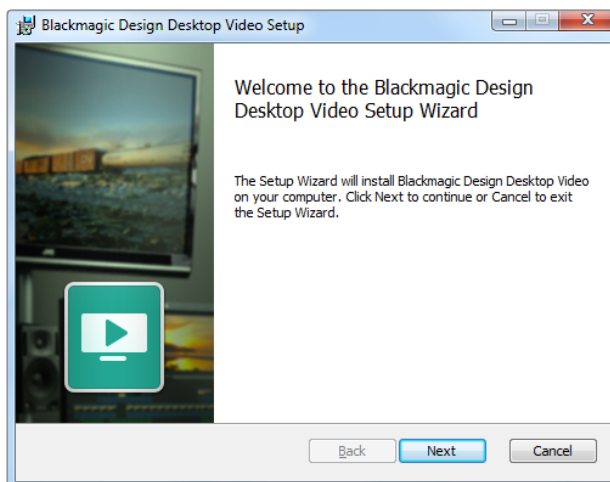 Blackmagic Design Desktop Video Setup
Welcome to the Blackmagic Design
Desktop Video Setup Wizard
The Setup Wizard will install Blackmagic Design Desktop Video
on your computer. Click Next to continue or Cancel to exit
the Setup Wizard.
JVC
Back
Next
Cancel